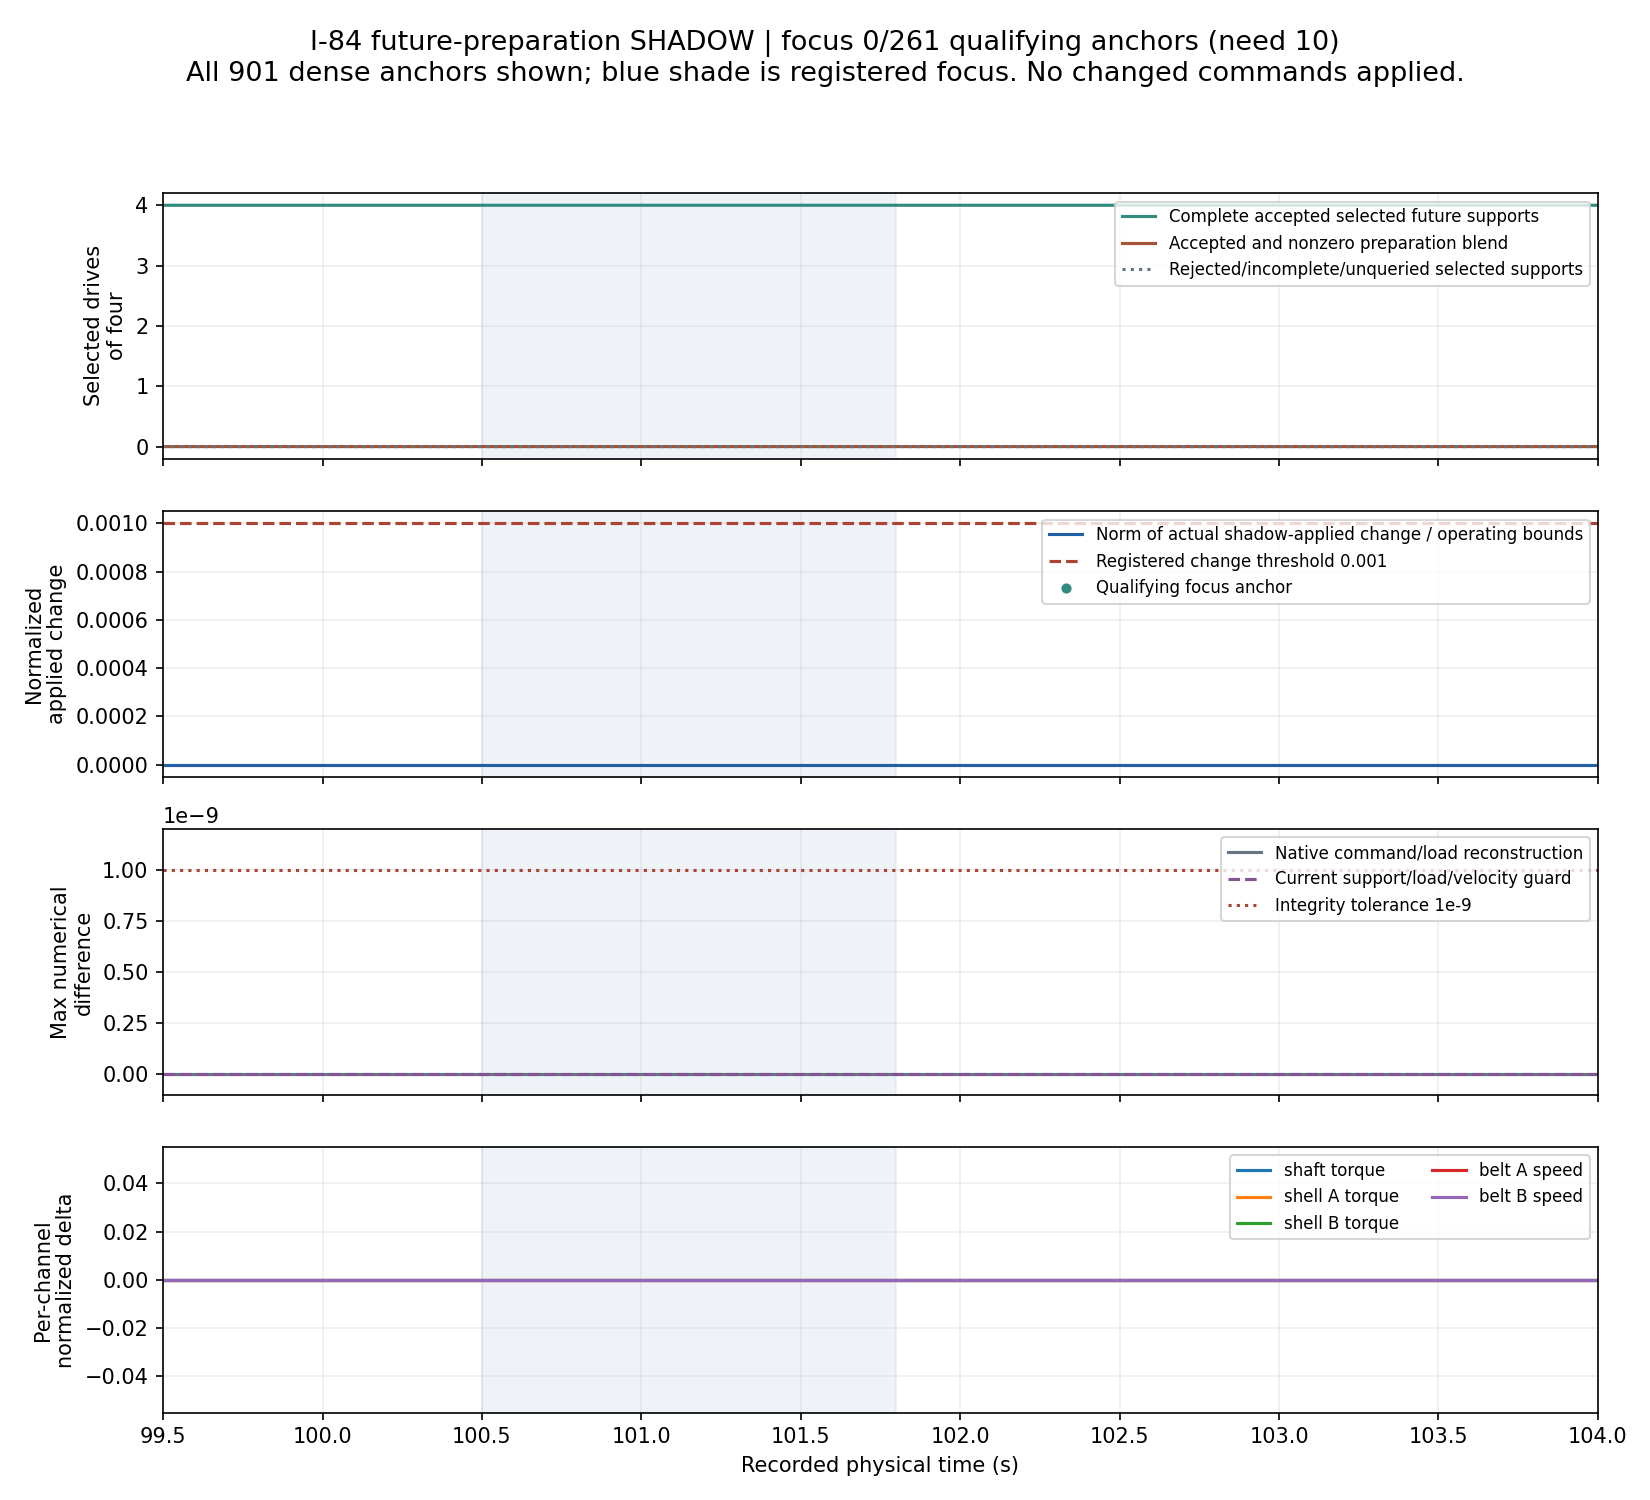 I-84 future-preparation SHADOW | focus 0/261 qualifying anchors (need 10)
All 901 dense anchors shown; blue shade is registered focus. No changed commands applied.
Selected drives
of four
4
3
2
1
0
Complete accepted selected future supports
Accepted and nonzero preparation blend
Rejected/incomplete/unqueried selected supports
Normalized
applied change
0.0010
0.0008
0.0006
0.0004
0.0002
0.0000
Norm of actual shadow-applied change / operating bounds
Registered change threshold 0.001
Qualifying focus anchor
1e−9
Max numerical
difference
1.00
0.75
0.50
0.25
0.00
Native command/load reconstruction
Current support/load/velocity guard
Integrity tolerance 1e-9
Per-channel
normalized delta
0.04
0.02
0.00
−0.02
−0.04
shaft torque
shell A torque
shell B torque
belt A speed
belt B speed
99.5 100.0 100.5 101.0 101.5 102.0 102.5 103.0 103.5 104.0
Recorded physical time (s)